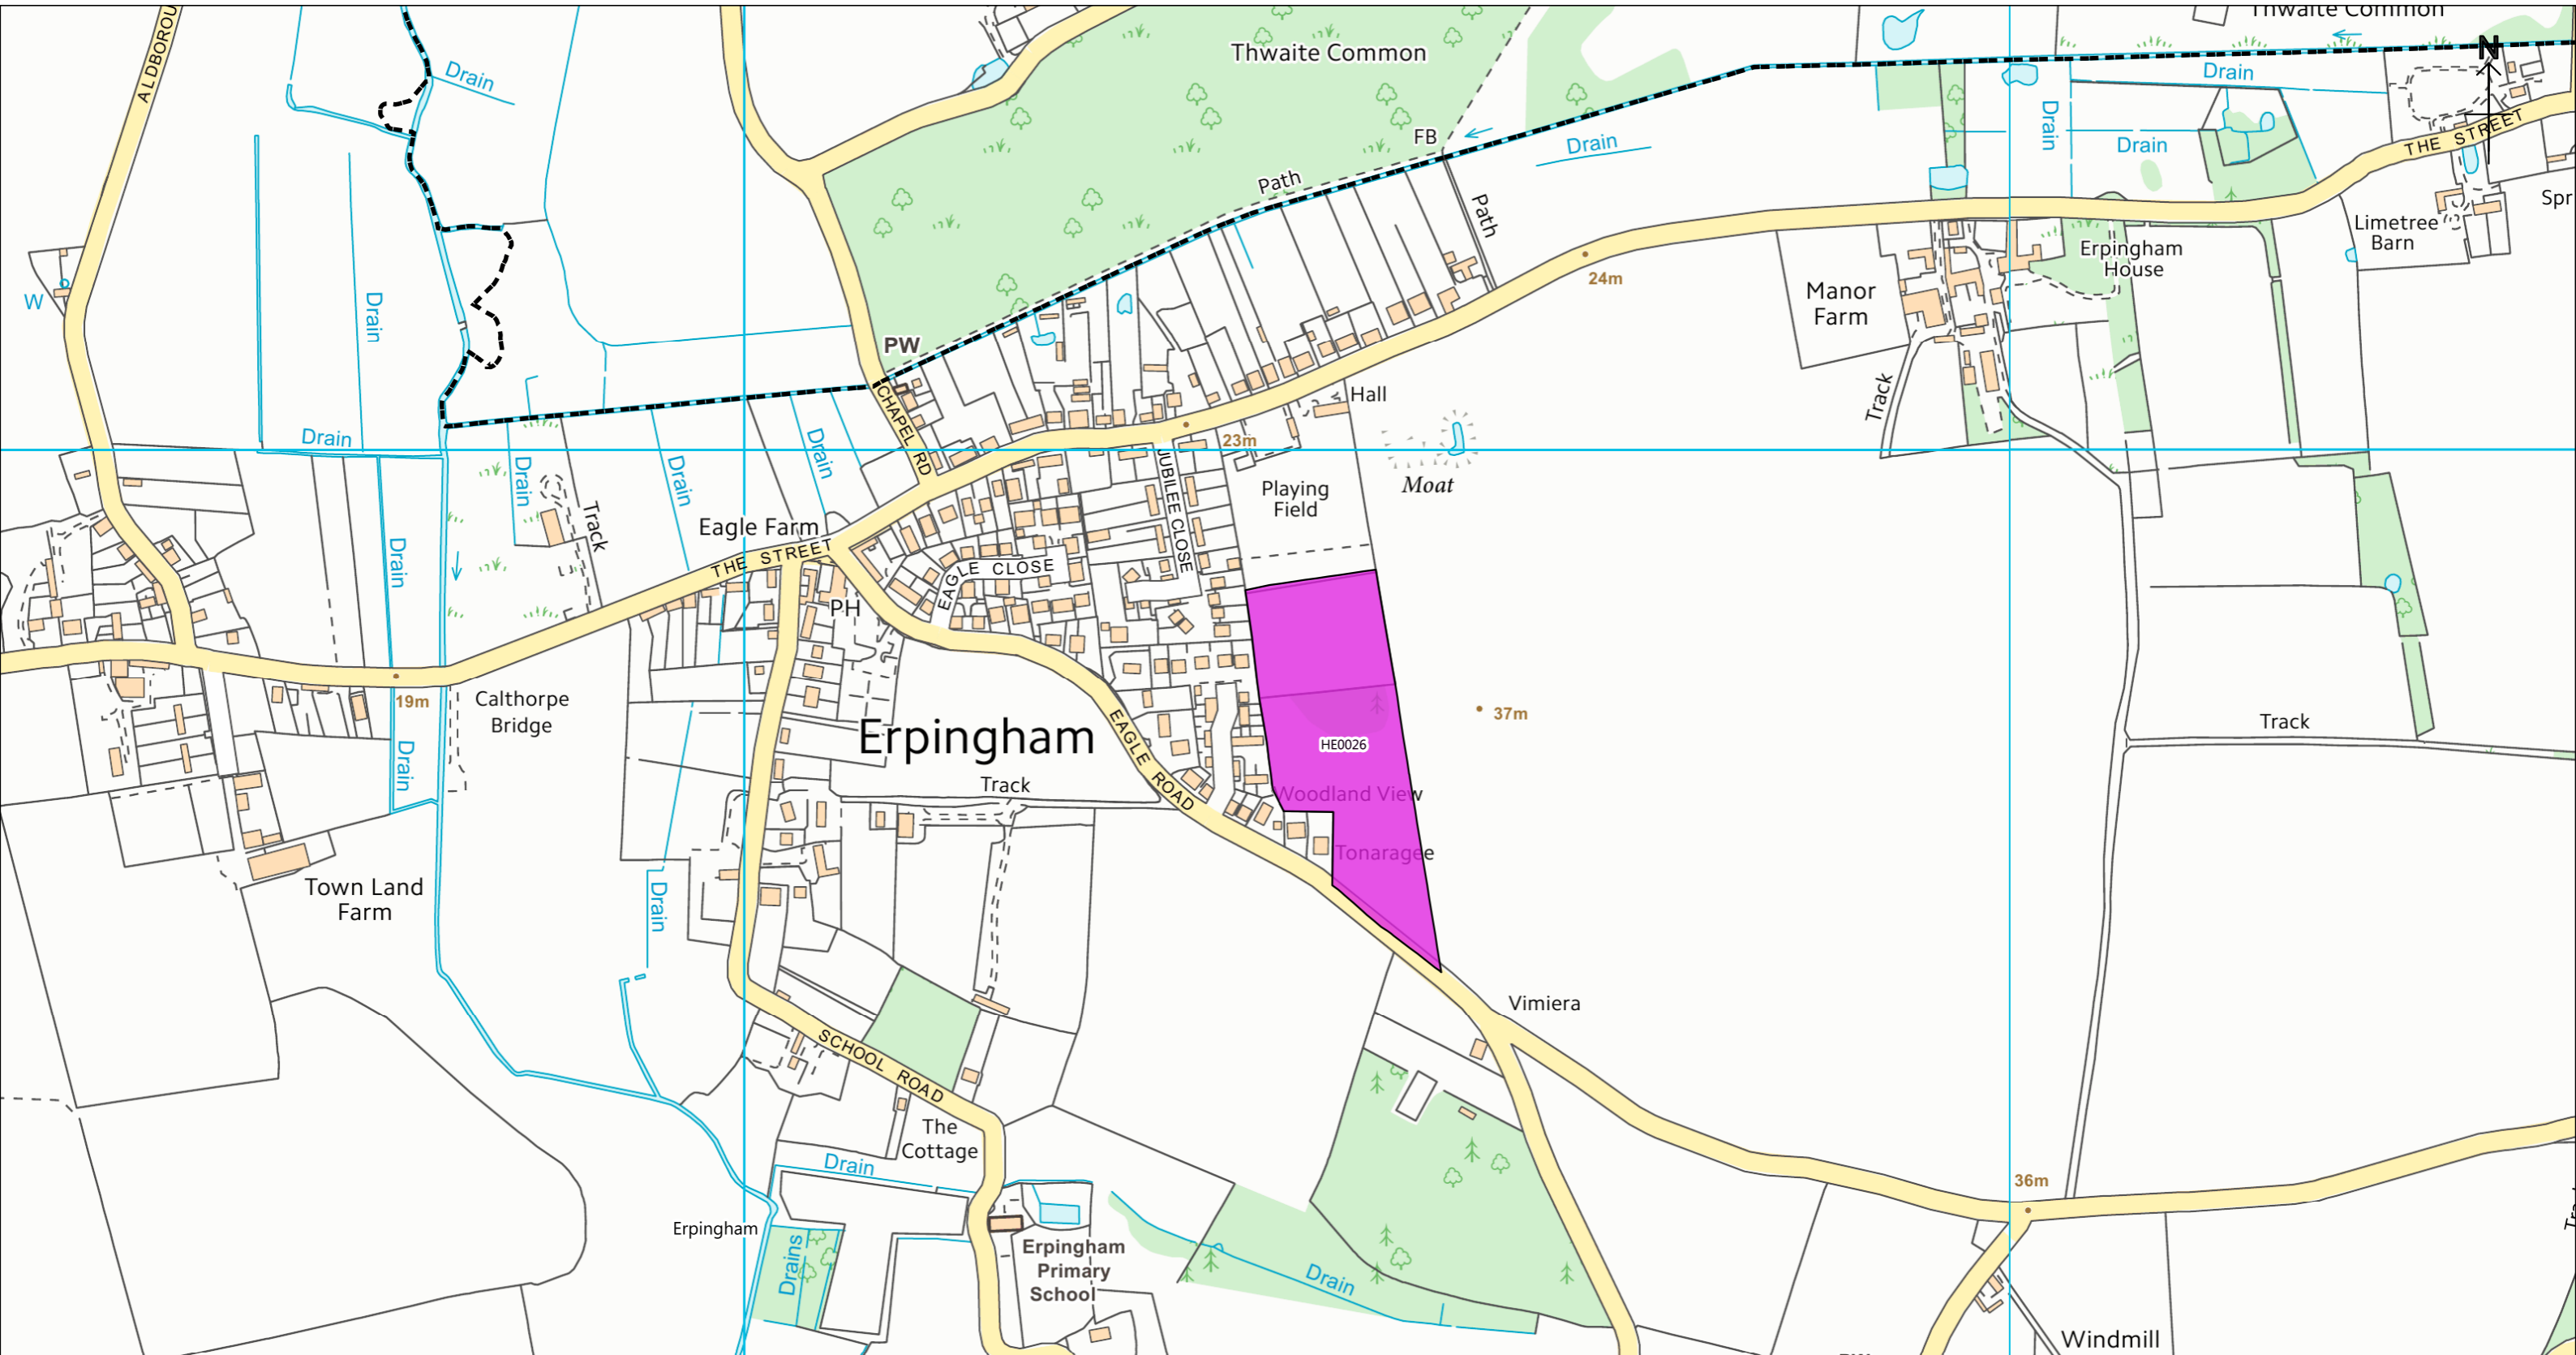 ALDBOROU
Drain
Thwaite Common
Thwaite Common
N
Drain
THE STREET
FB
Drain
Drain
Drain
Path
Path
Spr
Limetree
Barn
Erpingham
House
W
Drain
24m
Manor
Farm
PW
CHAPEL RD
Hall
Track
Drain
23m
Drain
Drain
Drain
Track
JUBILEE CLOSE
Playing
Field
Moat
Eagle Farm
THE STREET
EAGLE CLOSE
Drain
PH
19m
Calthorpe
Bridge
Drain
Erpingham
EAGLE ROAD
Track
37m
HE0026
Woodland View
Tonaragee
Track
Town Land
Farm
Drain
Vimiera
SCHOOL ROAD
The
Cottage
Drain
Erpingham
Drains
Erpingham
Primary
School
Drain
36m
Windmill